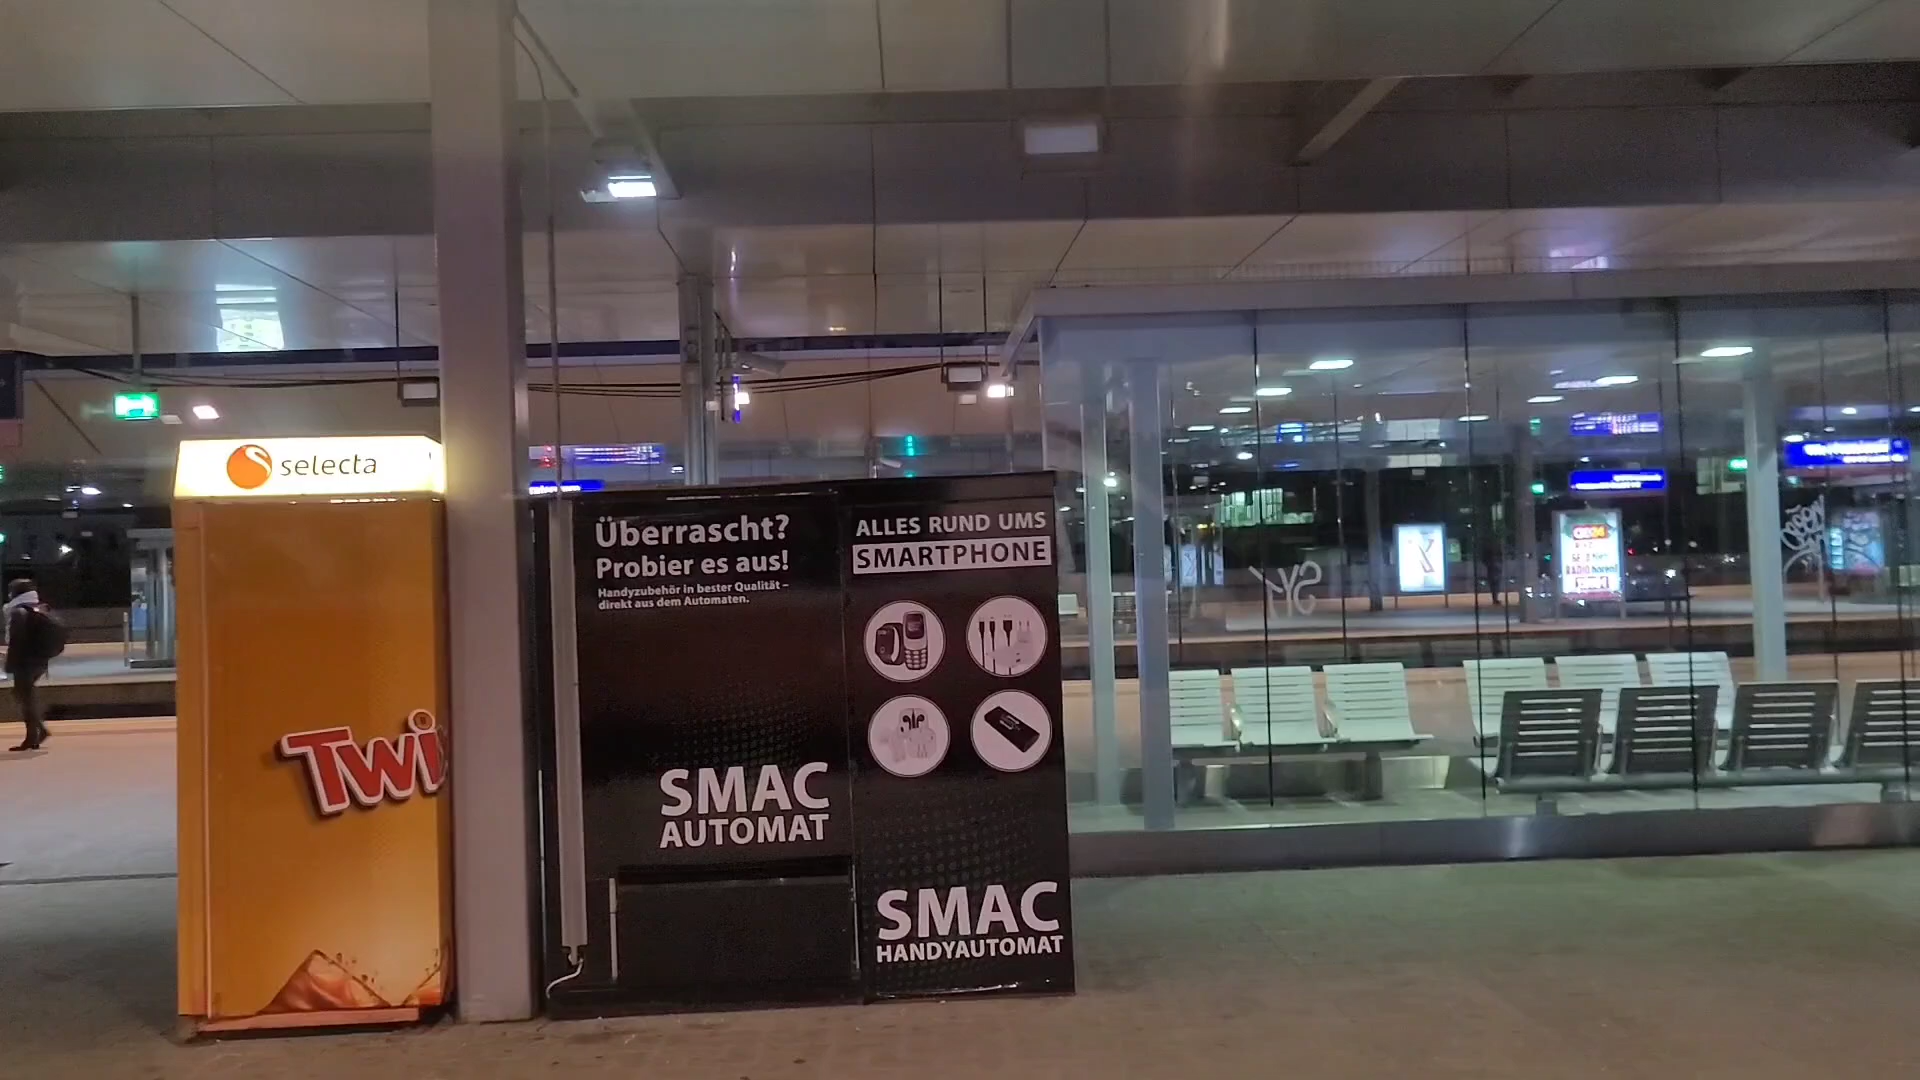 selecta
Twi
Überrascht?
Probier es aus!
Handyzubehör in bester Qualität –
direkt aus dem Automaten.
SMAC
AUTOMAT
ALLES RUND UMS
SMARTPHONE
SMAC
HANDYAUTOMAT